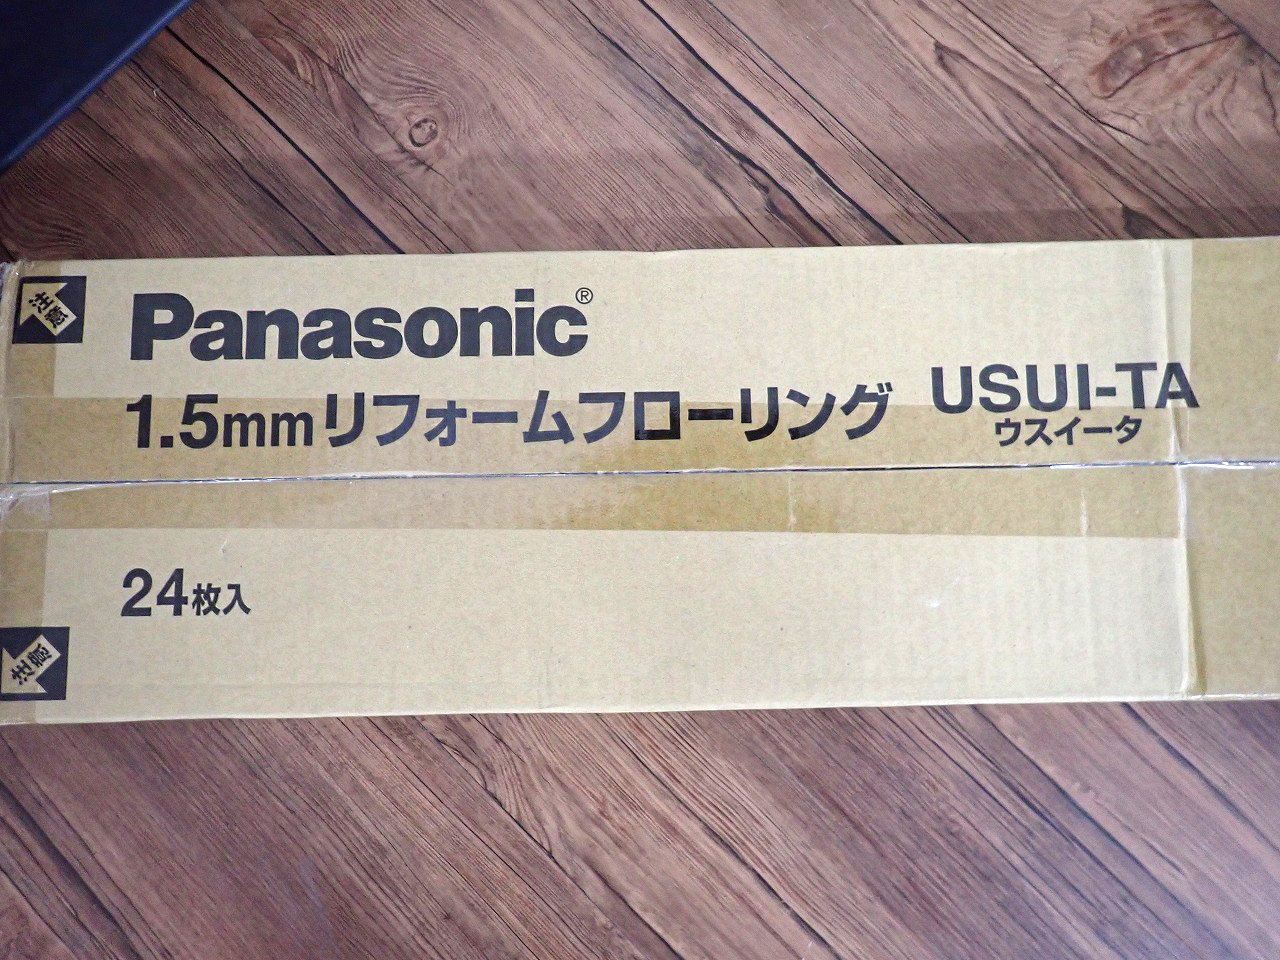 注意
Panasonic®
1.5mmリフォームフローリング USUI-TA
ウスイータ
24枚入
注意